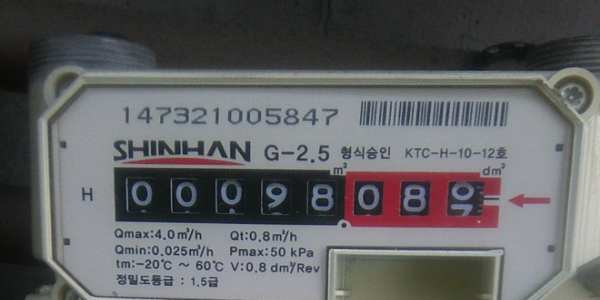 147321005847
SHINHAN G-2.5 형식승인 KTC-H-10-12호
m³ dm³
H 00098 08
Qmax:4.0m³/h Qt:0.8m³/h
Qmin:0.025m³/h Pmax:50 kPa
tm:-20℃ ~ 60℃ V:0.8 dm³/Rev
정밀도등급 : 1.5급